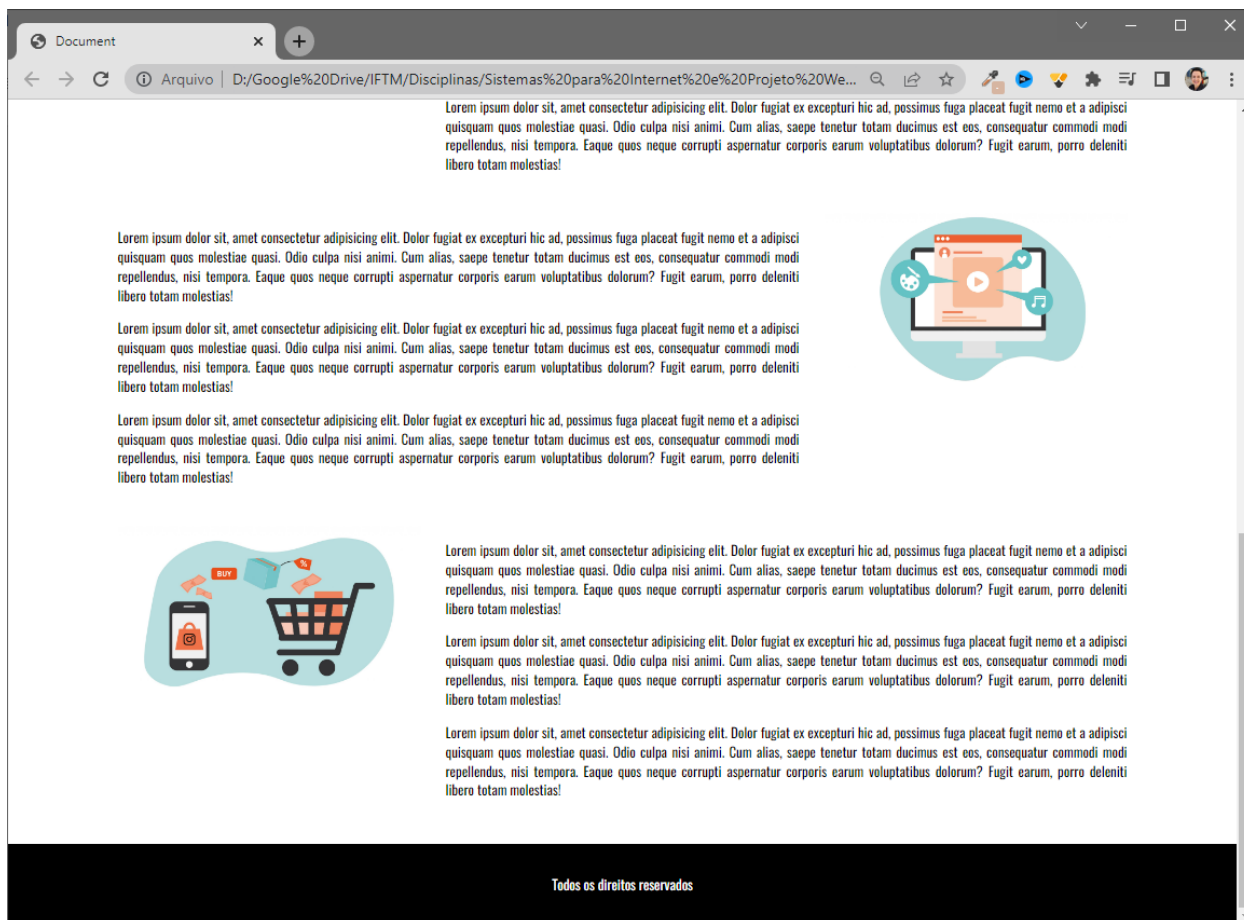 Document
Arquivo
D:/Google%20Drive/IFTM/Disciplinas/Sistemas%20para%20Internet%20e%20Projeto%20We...
Lorem ipsum dolor sit, amet consectetur adipisicing elit. Dolor fugiat ex excepturi hic ad, possimus fuga placeat fugit nemo et a adipisci
quisquam quos molestiae quasi. Odio culpa nisi animi. Cum alias, saepe tenetur totam ducimus est eos, consequatur commodi modi
repellendus, nisi tempora. Eaque quos neque corrupti aspernatur corporis earum voluptatibus dolorum? Fugit earum, porro deleniti
libero totam molestias!
Lorem ipsum dolor sit, amet consectetur adipisicing elit. Dolor fugiat ex excepturi hic ad, possimus fuga placeat fugit nemo et a adipisci
quisquam quos molestiae quasi. Odio culpa nisi animi. Cum alias, saepe tenetur totam ducimus est eos, consequatur commodi modi
repellendus, nisi tempora. Eaque quos neque corrupti aspernatur corporis earum voluptatibus dolorum? Fugit earum, porro deleniti
libero totam molestias!
Lorem ipsum dolor sit, amet consectetur adipisicing elit. Dolor fugiat ex excepturi hic ad, possimus fuga placeat fugit nemo et a adipisci
quisquam quos molestiae quasi. Odio culpa nisi animi. Cum alias, saepe tenetur totam ducimus est eos, consequatur commodi modi
repellendus, nisi tempora. Eaque quos neque corrupti aspernatur corporis earum voluptatibus dolorum? Fugit earum, porro deleniti
libero totam molestias!
Lorem ipsum dolor sit, amet consectetur adipisicing elit. Dolor fugiat ex excepturi hic ad, possimus fuga placeat fugit nemo et a adipisci
quisquam quos molestiae quasi. Odio culpa nisi animi. Cum alias, saepe tenetur totam ducimus est eos, consequatur commodi modi
repellendus, nisi tempora. Eaque quos neque corrupti aspernatur corporis earum voluptatibus dolorum? Fugit earum, porro deleniti
libero totam molestias!
BUY
%
Lorem ipsum dolor sit, amet consectetur adipisicing elit. Dolor fugiat ex excepturi hic ad, possimus fuga placeat fugit nemo et a adipisci
quisquam quos molestiae quasi. Odio culpa nisi animi. Cum alias, saepe tenetur totam ducimus est eos, consequatur commodi modi
repellendus, nisi tempora. Eaque quos neque corrupti aspernatur corporis earum voluptatibus dolorum? Fugit earum, porro deleniti
libero totam molestias!
Lorem ipsum dolor sit, amet consectetur adipisicing elit. Dolor fugiat ex excepturi hic ad, possimus fuga placeat fugit nemo et a adipisci
quisquam quos molestiae quasi. Odio culpa nisi animi. Cum alias, saepe tenetur totam ducimus est eos, consequatur commodi modi
repellendus, nisi tempora. Eaque quos neque corrupti aspernatur corporis earum voluptatibus dolorum? Fugit earum, porro deleniti
libero totam molestias!
Lorem ipsum dolor sit, amet consectetur adipisicing elit. Dolor fugiat ex excepturi hic ad, possimus fuga placeat fugit nemo et a adipisci
quisquam quos molestiae quasi. Odio culpa nisi animi. Cum alias, saepe tenetur totam ducimus est eos, consequatur commodi modi
repellendus, nisi tempora. Eaque quos neque corrupti aspernatur corporis earum voluptatibus dolorum? Fugit earum, porro deleniti
libero totam molestias!
Todos os direitos reservados